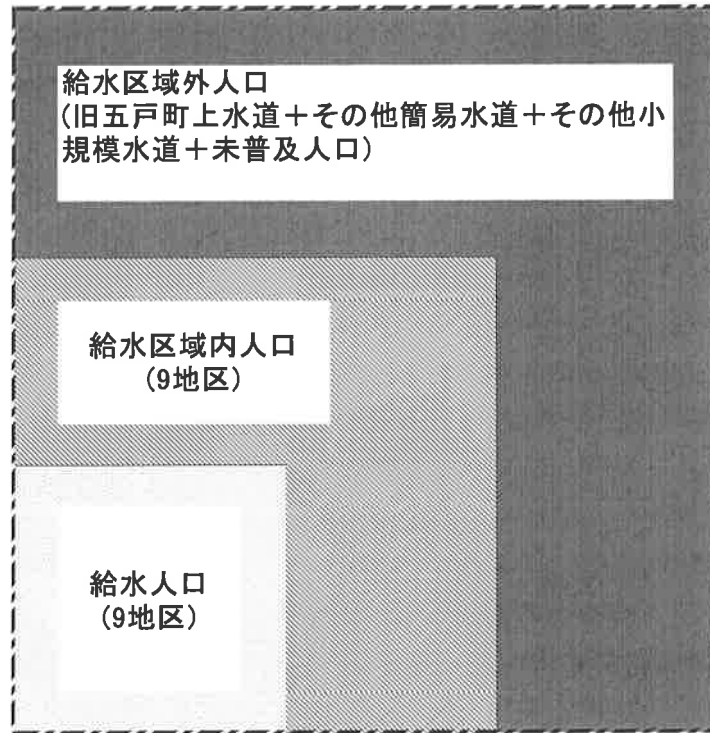 給水区域外人口
(旧五戸町上水道＋その他簡易水道＋その他小
規模水道＋未普及人口)
給水区域内人口
(9地区)
給水人口
(9地区)